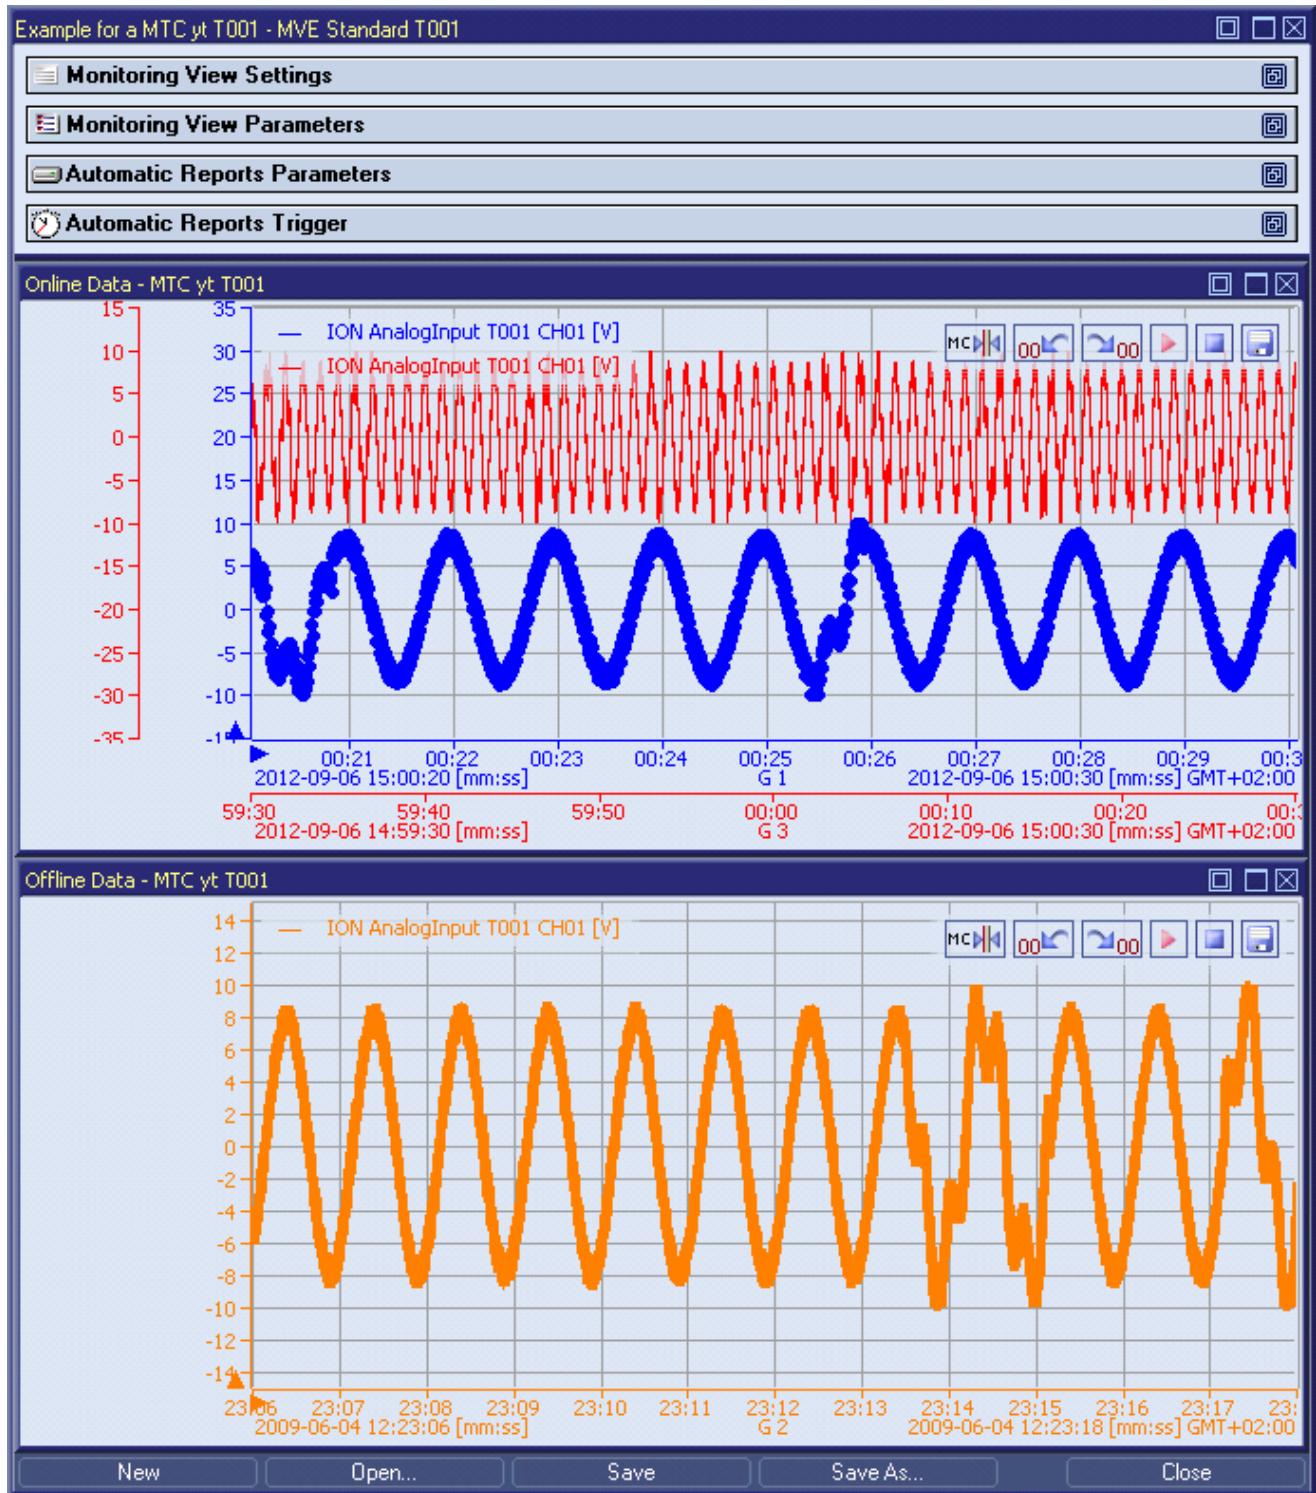 Example for a MTC yt T001 - MVE Standard T001
Monitoring View Settings
Monitoring View Parameters
Automatic Reports Parameters
Automatic Reports Trigger
Online Data - MTC yt T001
ION AnalogInput T001 CH01 [V]
ION AnalogInput T001 CH01 [V]
MC 00 00
15
10
5
0
-5
-10
-15
-20
-25
-30
-35
35
30
25
20
15
10
5
0
-5
-10
00:21 00:22 00:23 00:24 00:25 00:26 00:27 00:28 00:29
2012-09-06 15:00:20 [mm:ss] G 1 2012-09-06 15:00:30 [mm:ss] GMT+02:00
59:30 59:40 59:50 00:00 00:10 00:20
2012-09-06 14:59:30 [mm:ss] G 3 2012-09-06 15:00:30 [mm:ss] GMT+02:00
Offline Data - MTC yt T001
ION AnalogInput T001 CH01 [V]
MC 00 00
14
12
10
8
6
4
2
0
-2
-4
-6
-8
-10
-12
-14
23:06 23:07 23:08 23:09 23:10 23:11 23:12 23:13 23:14 23:15 23:16 23:17
2009-06-04 12:23:06 [mm:ss] G 2 2009-06-04 12:23:18 [mm:ss] GMT+02:00
New Open... Save Save As... Close